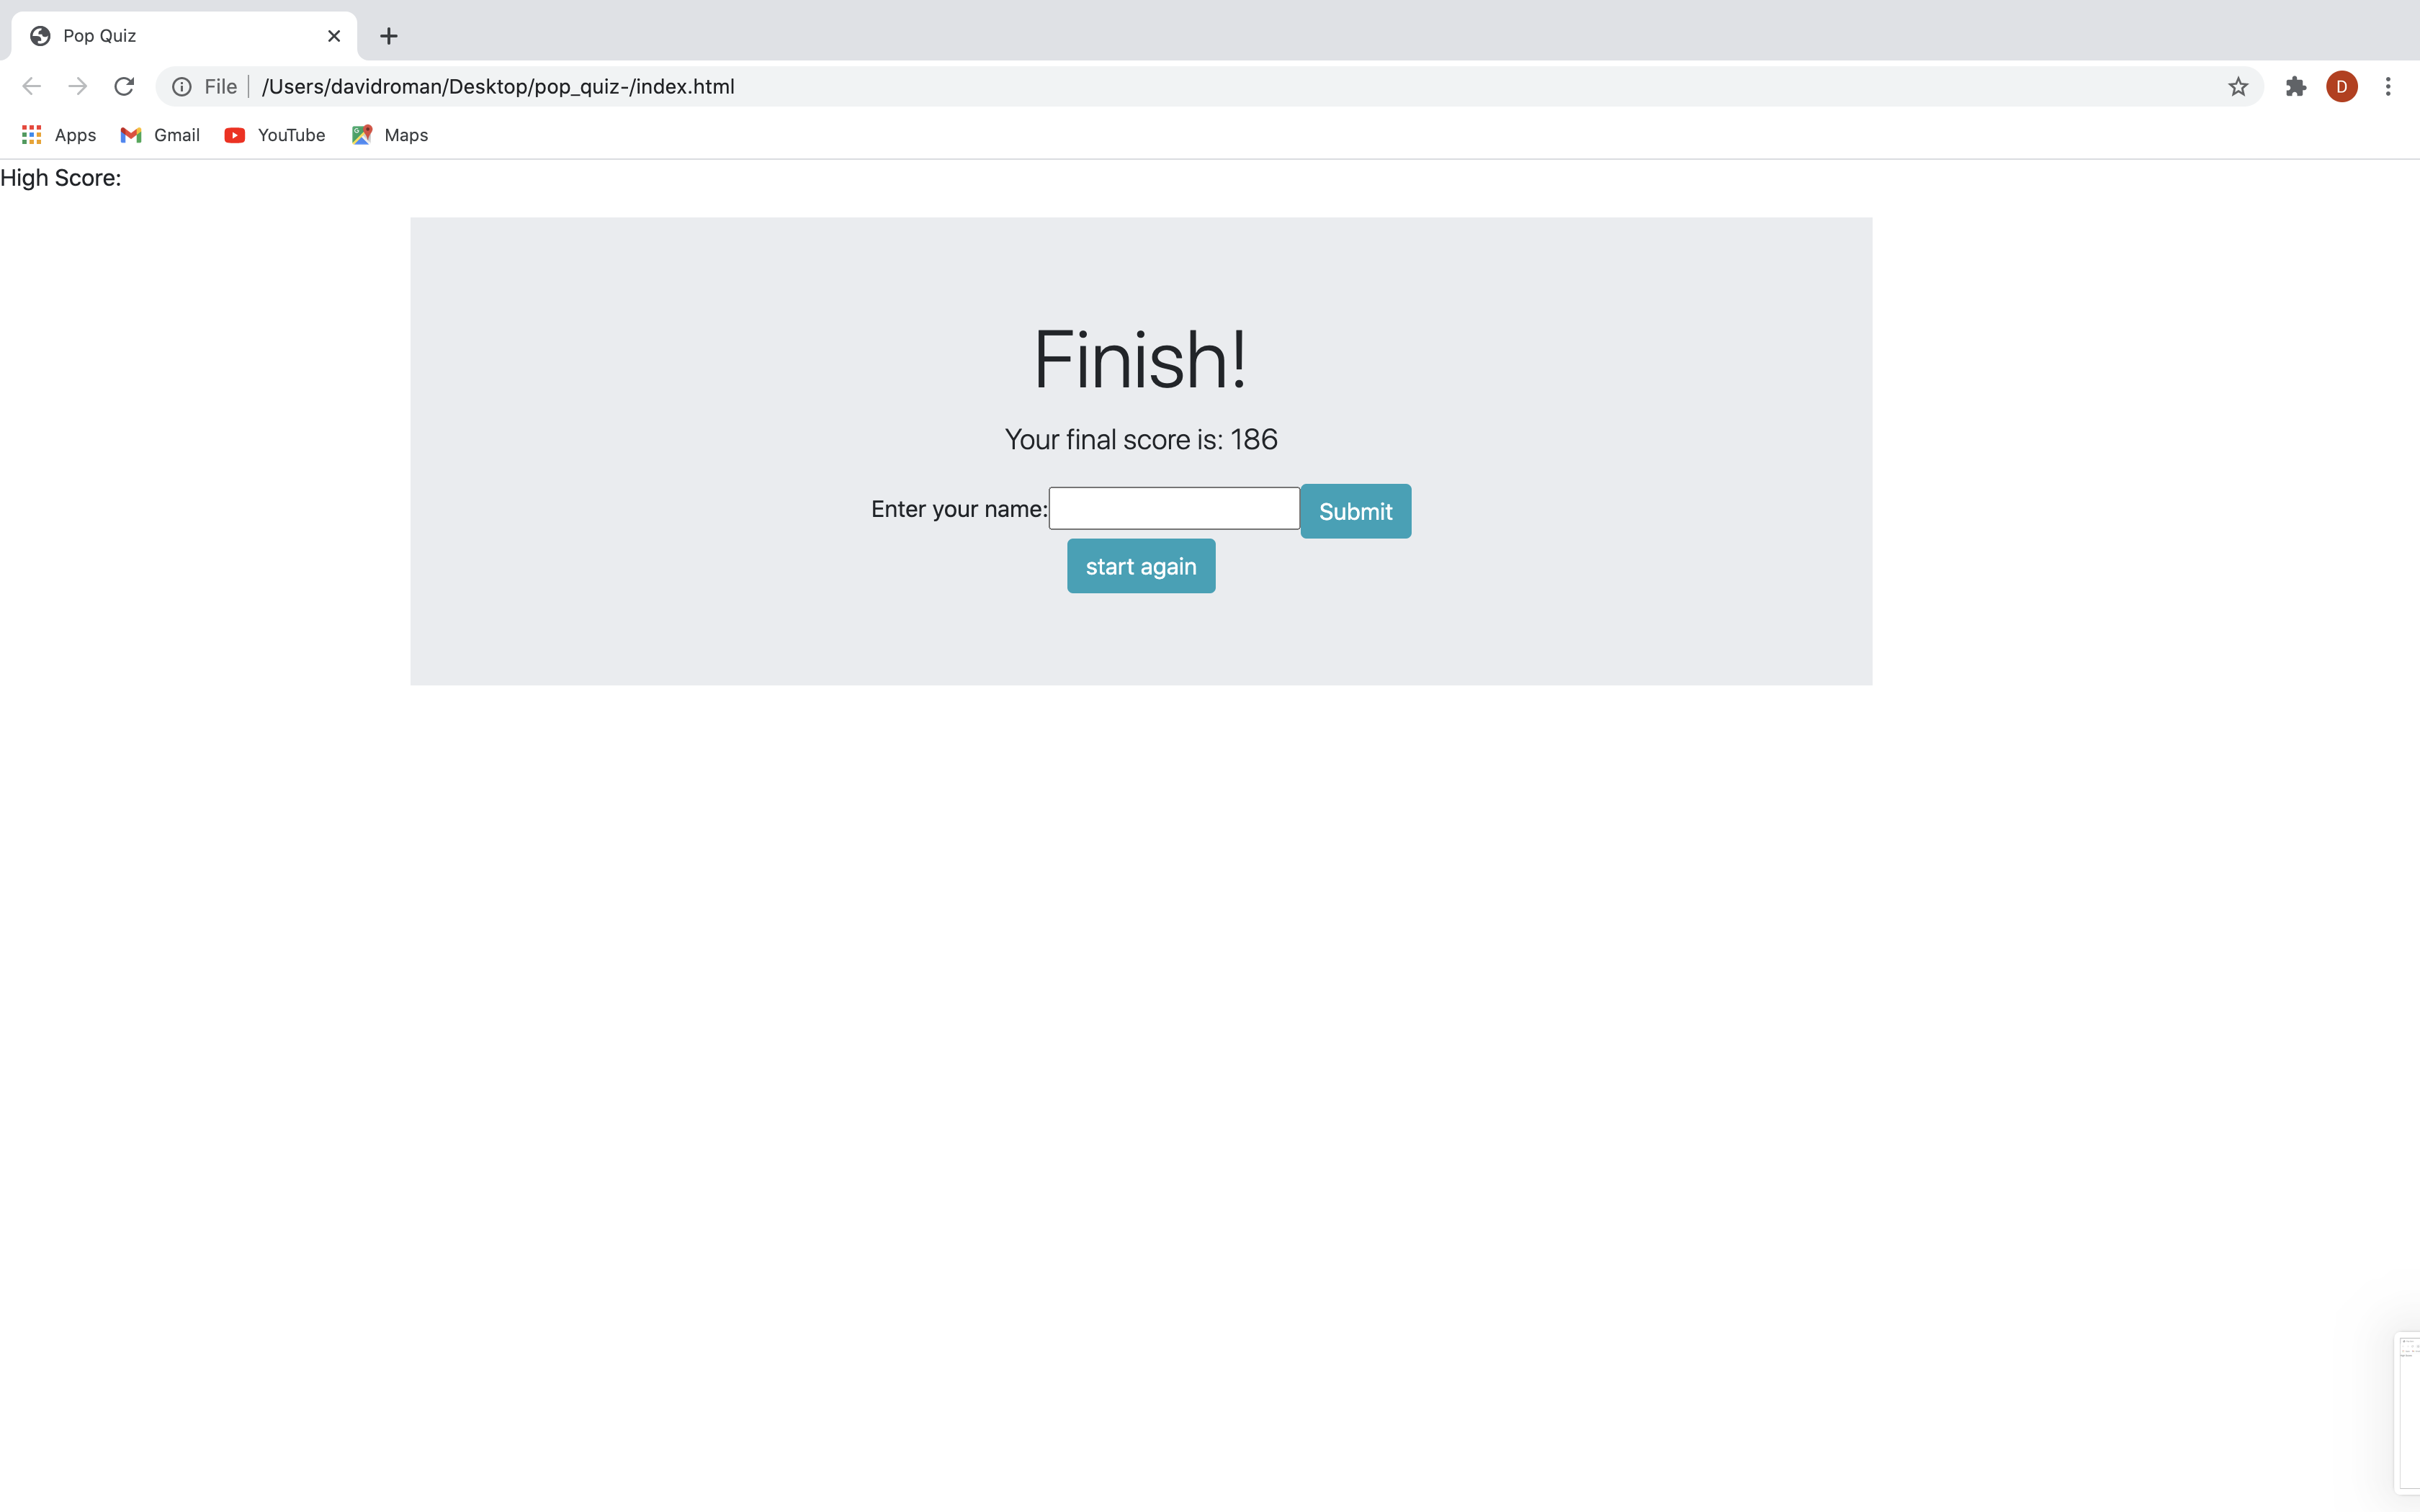 Pop Quiz
File /Users/davidroman/Desktop/pop_quiz-/index.html
D
Apps Gmail YouTube Maps
High Score:
Finish!
Your final score is: 186
Enter your name: Submit
start again